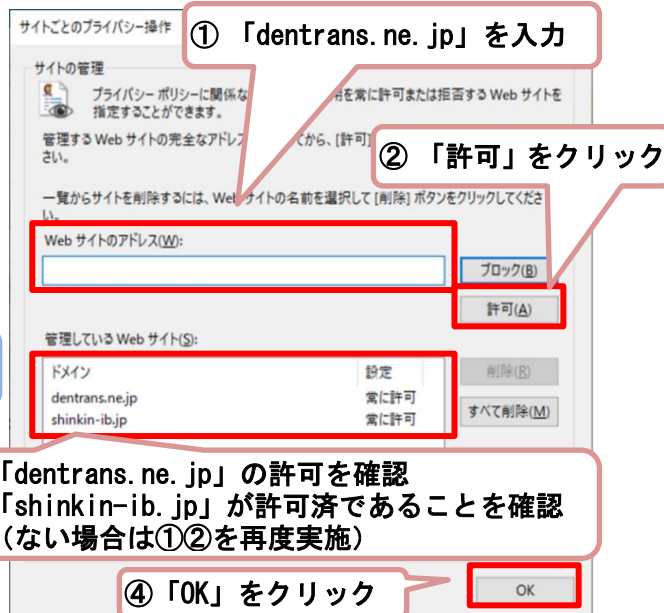 サイトごとのプライバシー操作
① 「dentrans.ne.jp」を入力
サイトの管理
プライバシー ポリシーに関係な
用を常に許可または拒否する Web サイトを
指定することができます。
管理する Web サイトの完全なアドレス
てから、[許可]
さい。
② 「許可」をクリック
一覧からサイトを削除するには、Web サイトの名前を選択して [削除] ボタンをクリックしてくださ
い。
Web サイトのアドレス(W):
ブロック(B)
許可(A)
管理している Web サイト(S):
ドメイン 設定
削除(R)
dentrans.ne.jp 常に許可
shinkin-ib.jp 常に許可
すべて削除(M)
「dentrans.ne.jp」の許可を確認
「shinkin-ib.jp」が許可済であることを確認
(ない場合は①②を再度実施)
④「OK」をクリック
OK